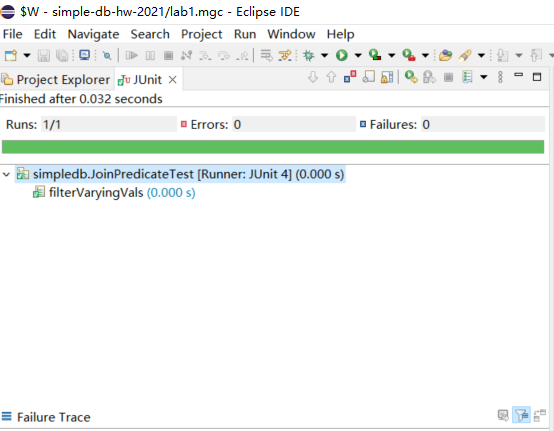 $W - simple-db-hw-2021/lab1.mgc - Eclipse IDE
File Edit Navigate Search Project Run Window Help
Project Explorer JUnit
Finished after 0.032 seconds
Runs: 1/1 Errors: 0 Failures: 0
simpledb.JoinPredicateTest [Runner: JUnit 4] (0.000 s)
filterVaryingVals (0.000 s)
Failure Trace